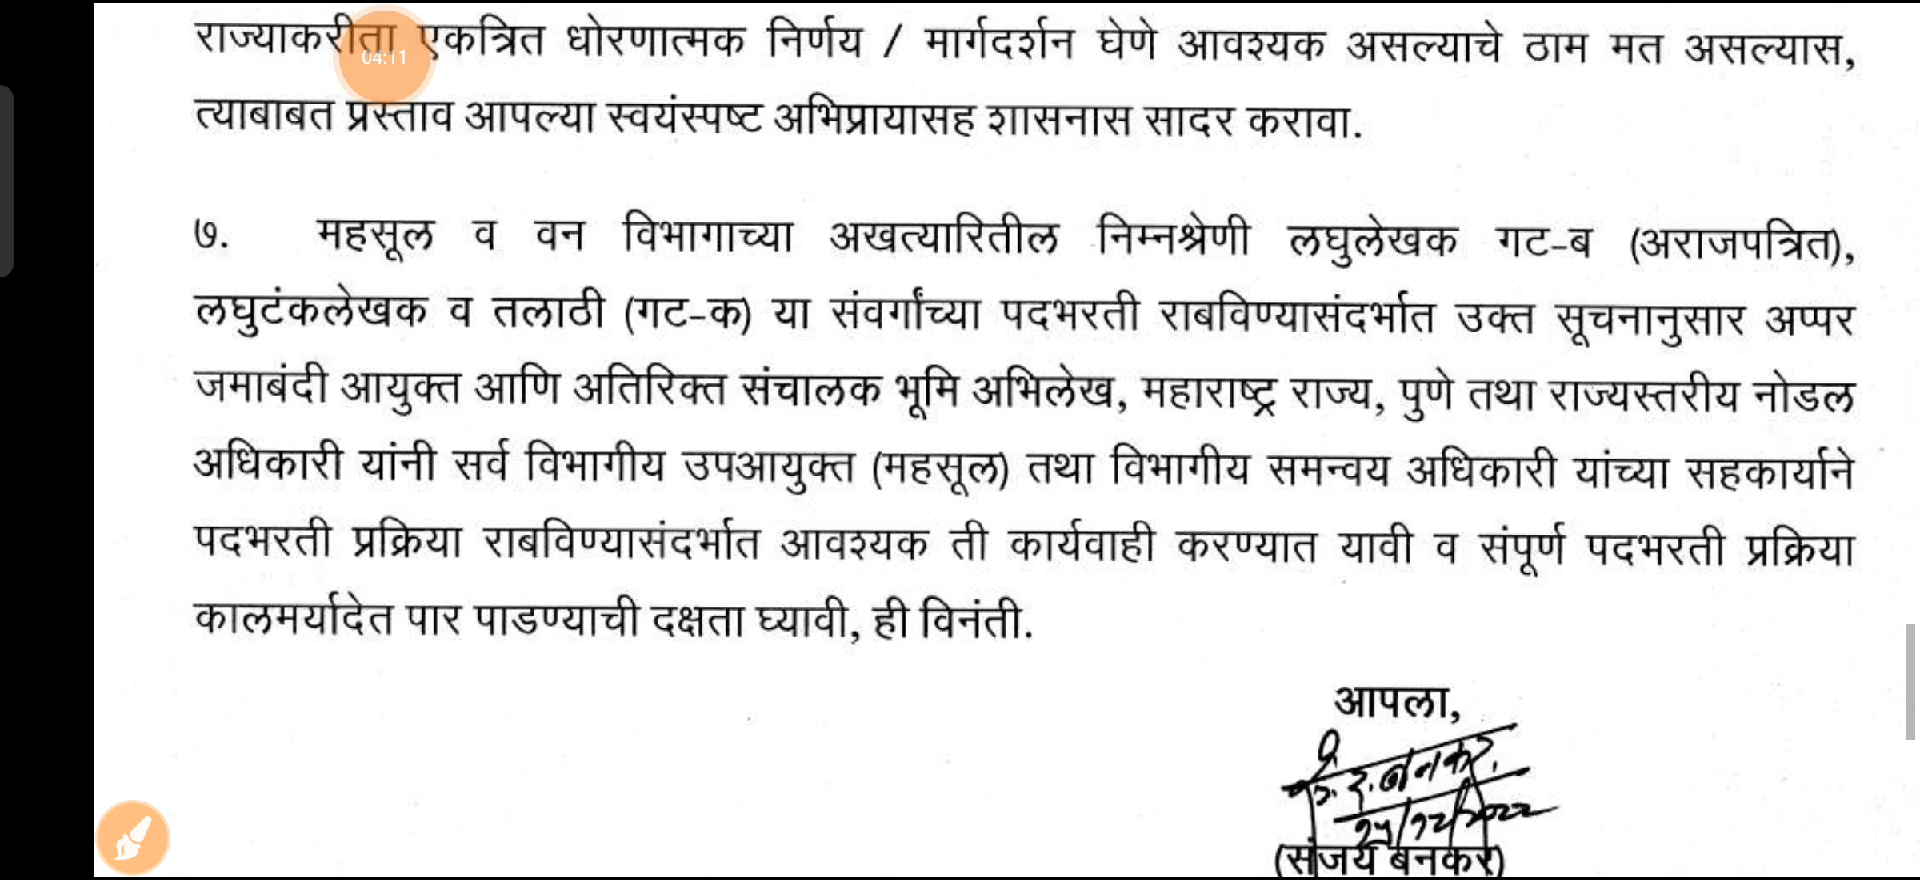 राज्याकरीता एकत्रित धोरणात्मक निर्णय / मार्गदर्शन घेणे आवश्यक असल्याचे ठाम मत असल्यास,
04:11
त्याबाबत प्रस्ताव आपल्या स्वयंस्पष्ट अभिप्रायासह शासनास सादर करावा.
७. महसूल व वन विभागाच्या अखत्यारितील निम्नश्रेणी लघुलेखक गट-ब (अराजपत्रित),
लघुटंकलेखक व तलाठी (गट-क) या संवर्गांच्या पदभरती राबविण्यासंदर्भात उक्त सूचनानुसार अप्पर
जमाबंदी आयुक्त आणि अतिरिक्त संचालक भूमि अभिलेख, महाराष्ट्र राज्य, पुणे तथा राज्यस्तरीय नोडल
अधिकारी यांनी सर्व विभागीय उपआयुक्त (महसूल) तथा विभागीय समन्वय अधिकारी यांच्या सहकार्याने
पदभरती प्रक्रिया राबविण्यासंदर्भात आवश्यक ती कार्यवाही करण्यात यावी व संपूर्ण पदभरती प्रक्रिया
कालमर्यादेत पार पाडण्याची दक्षता घ्यावी, ही विनंती.
आपला,
(संजय बनकर)